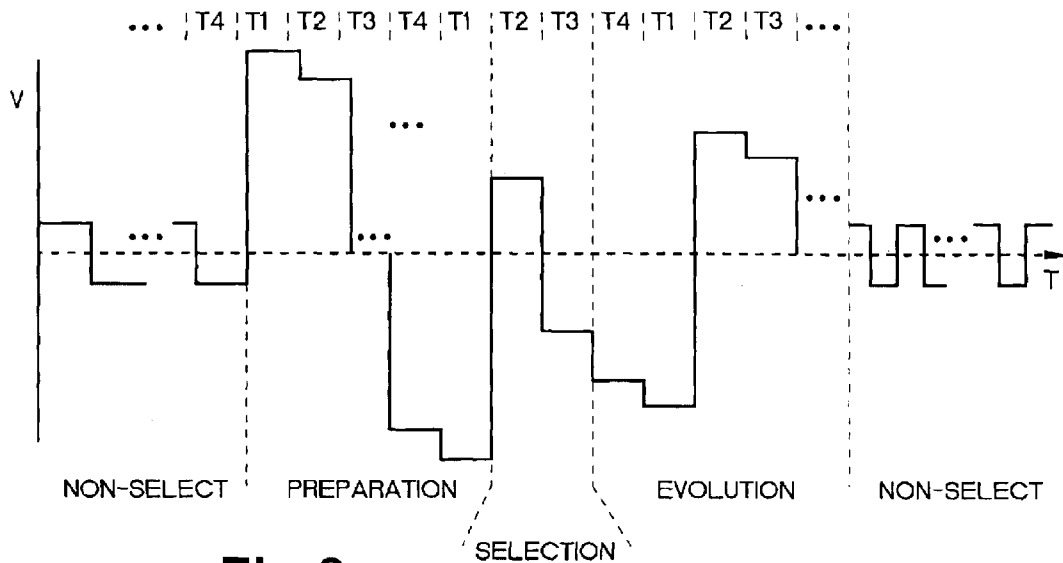 ••• T4 T1 T2 T3 T4 T1 T2 T3 T4 T1 T2 T3 •••
V
•••
•••
••• ••• •••
T
NON-SELECT PREPARATION EVOLUTION NON-SELECT
SELECTION